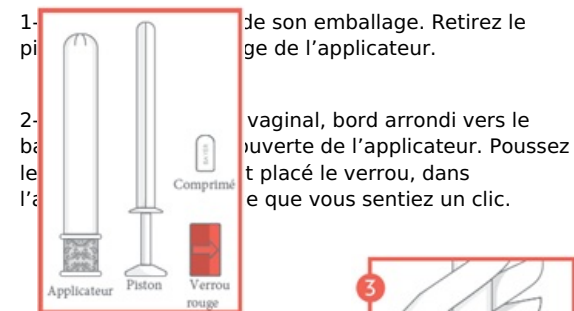 1- de son emballage. Retirez le
pi ge de l’applicateur.
2- vaginal, bord arrondi vers le
ba ouverte de l’applicateur. Poussez
le t placé le verrou, dans
l’a e que vous sentiez un clic.
BAYER
Comprimé
Applicateur
Piston
Verrou
rouge
3